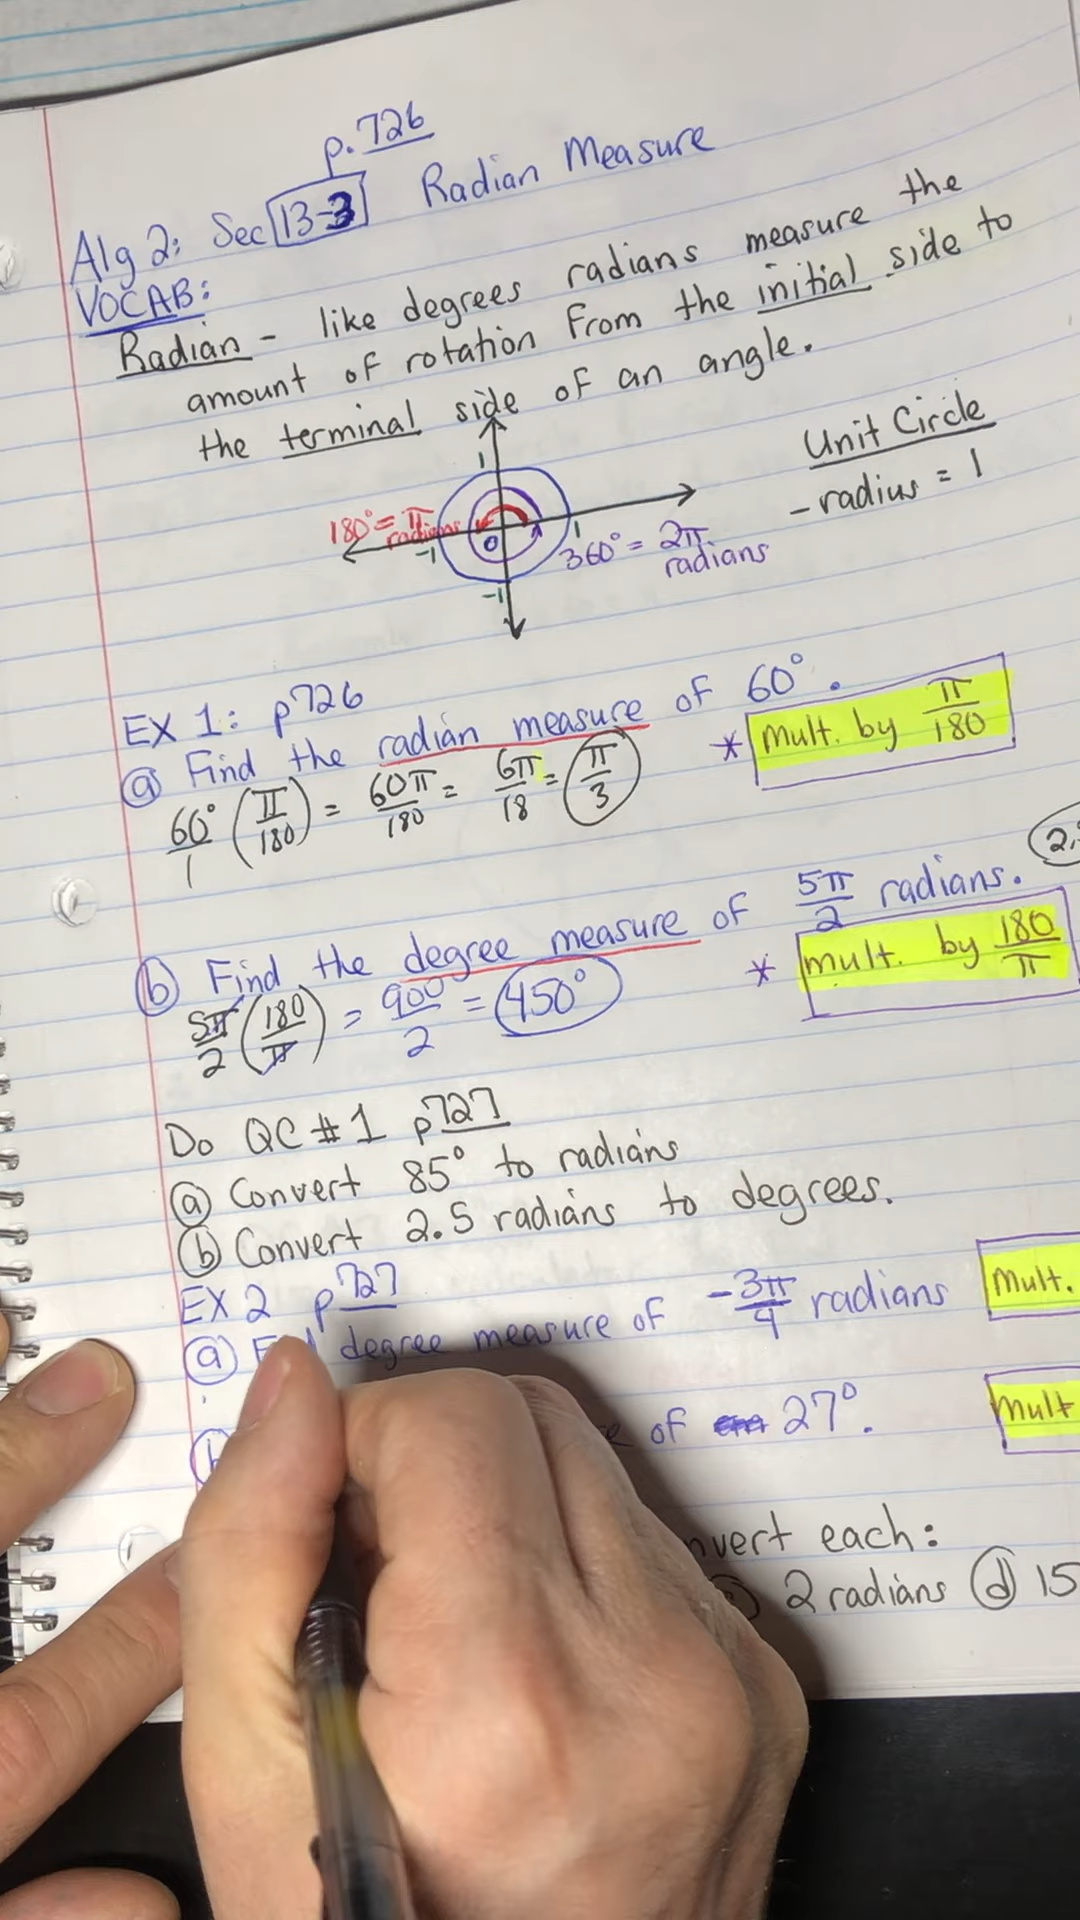 p. 726
Alg 2: Sec 13-3 Radian Measure
VOCAB:
Radian - like degrees radians measure the
amount of rotation from the initial side to
the terminal side of an angle.
Unit Circle
- radius = 1
1
180° = π radians
-1
0
1
360° = 2π radians
-1
EX 1: p726
(a) Find the radian measure of 60°.
* mult. by π/180
60°/1 (π/180) = 60π/180 = 6π/18 = π/3
(b) Find the degree measure of 5π/2 radians.
* mult. by 180/π
5π/2 (180/π) = 900/2 = 450°
Do QC #1 p727
(a) Convert 85° to radians
(b) Convert 2.5 radians to degrees.
EX 2 p727
(a) degree measure of -3π/4 radians
Mult.
of 27°.
Mult
each:
2 radians (d) 15